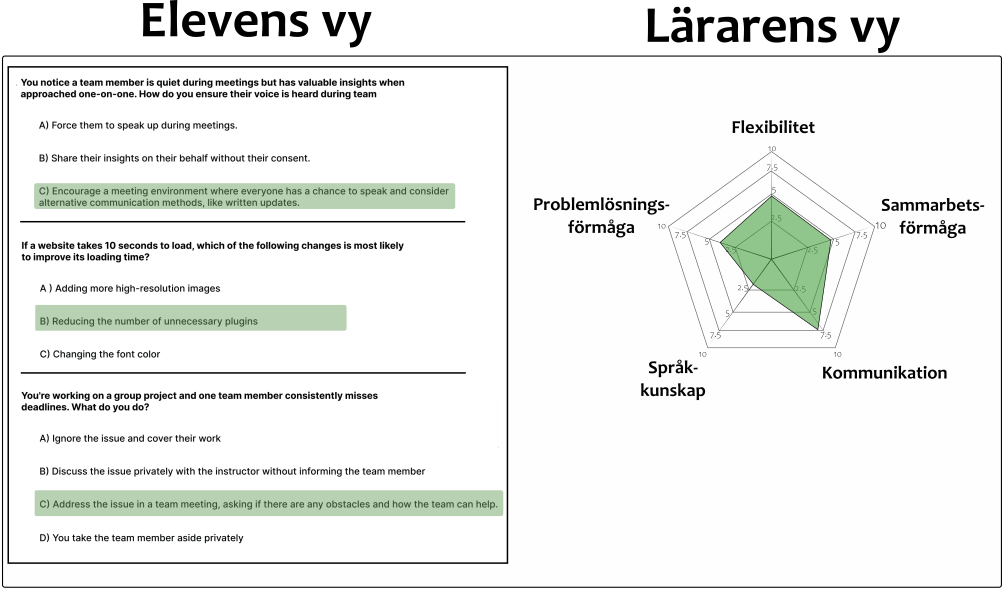 Elevens vy
You notice a team member is quiet during meetings but has valuable insights when
approached one-on-one. How do you ensure their voice is heard during team
A) Force them to speak up during meetings.
B) Share their insights on their behalf without their consent.
C) Encourage a meeting environment where everyone has a chance to speak and consider
alternative communication methods, like written updates.
If a website takes 10 seconds to load, which of the following changes is most likely
to improve its loading time?
A ) Adding more high-resolution images
B) Reducing the number of unnecessary plugins
C) Changing the font color
You're working on a group project and one team member consistently misses
deadlines. What do you do?
A) Ignore the issue and cover their work
B) Discuss the issue privately with the instructor without informing the team member
C) Address the issue in a team meeting, asking if there are any obstacles and how the team can help.
D) You take the team member aside privately
Lärarens vy
Flexibilitet
10
7.5
5
2.5
Sammarbets-
förmåga
10
7.5
5
2.5
Kommunikation
10
7.5
5
2.5
Språk-
kunskap
10
7.5
5
2.5
Problemlösnings-
förmåga
10
7.5
5
2.5